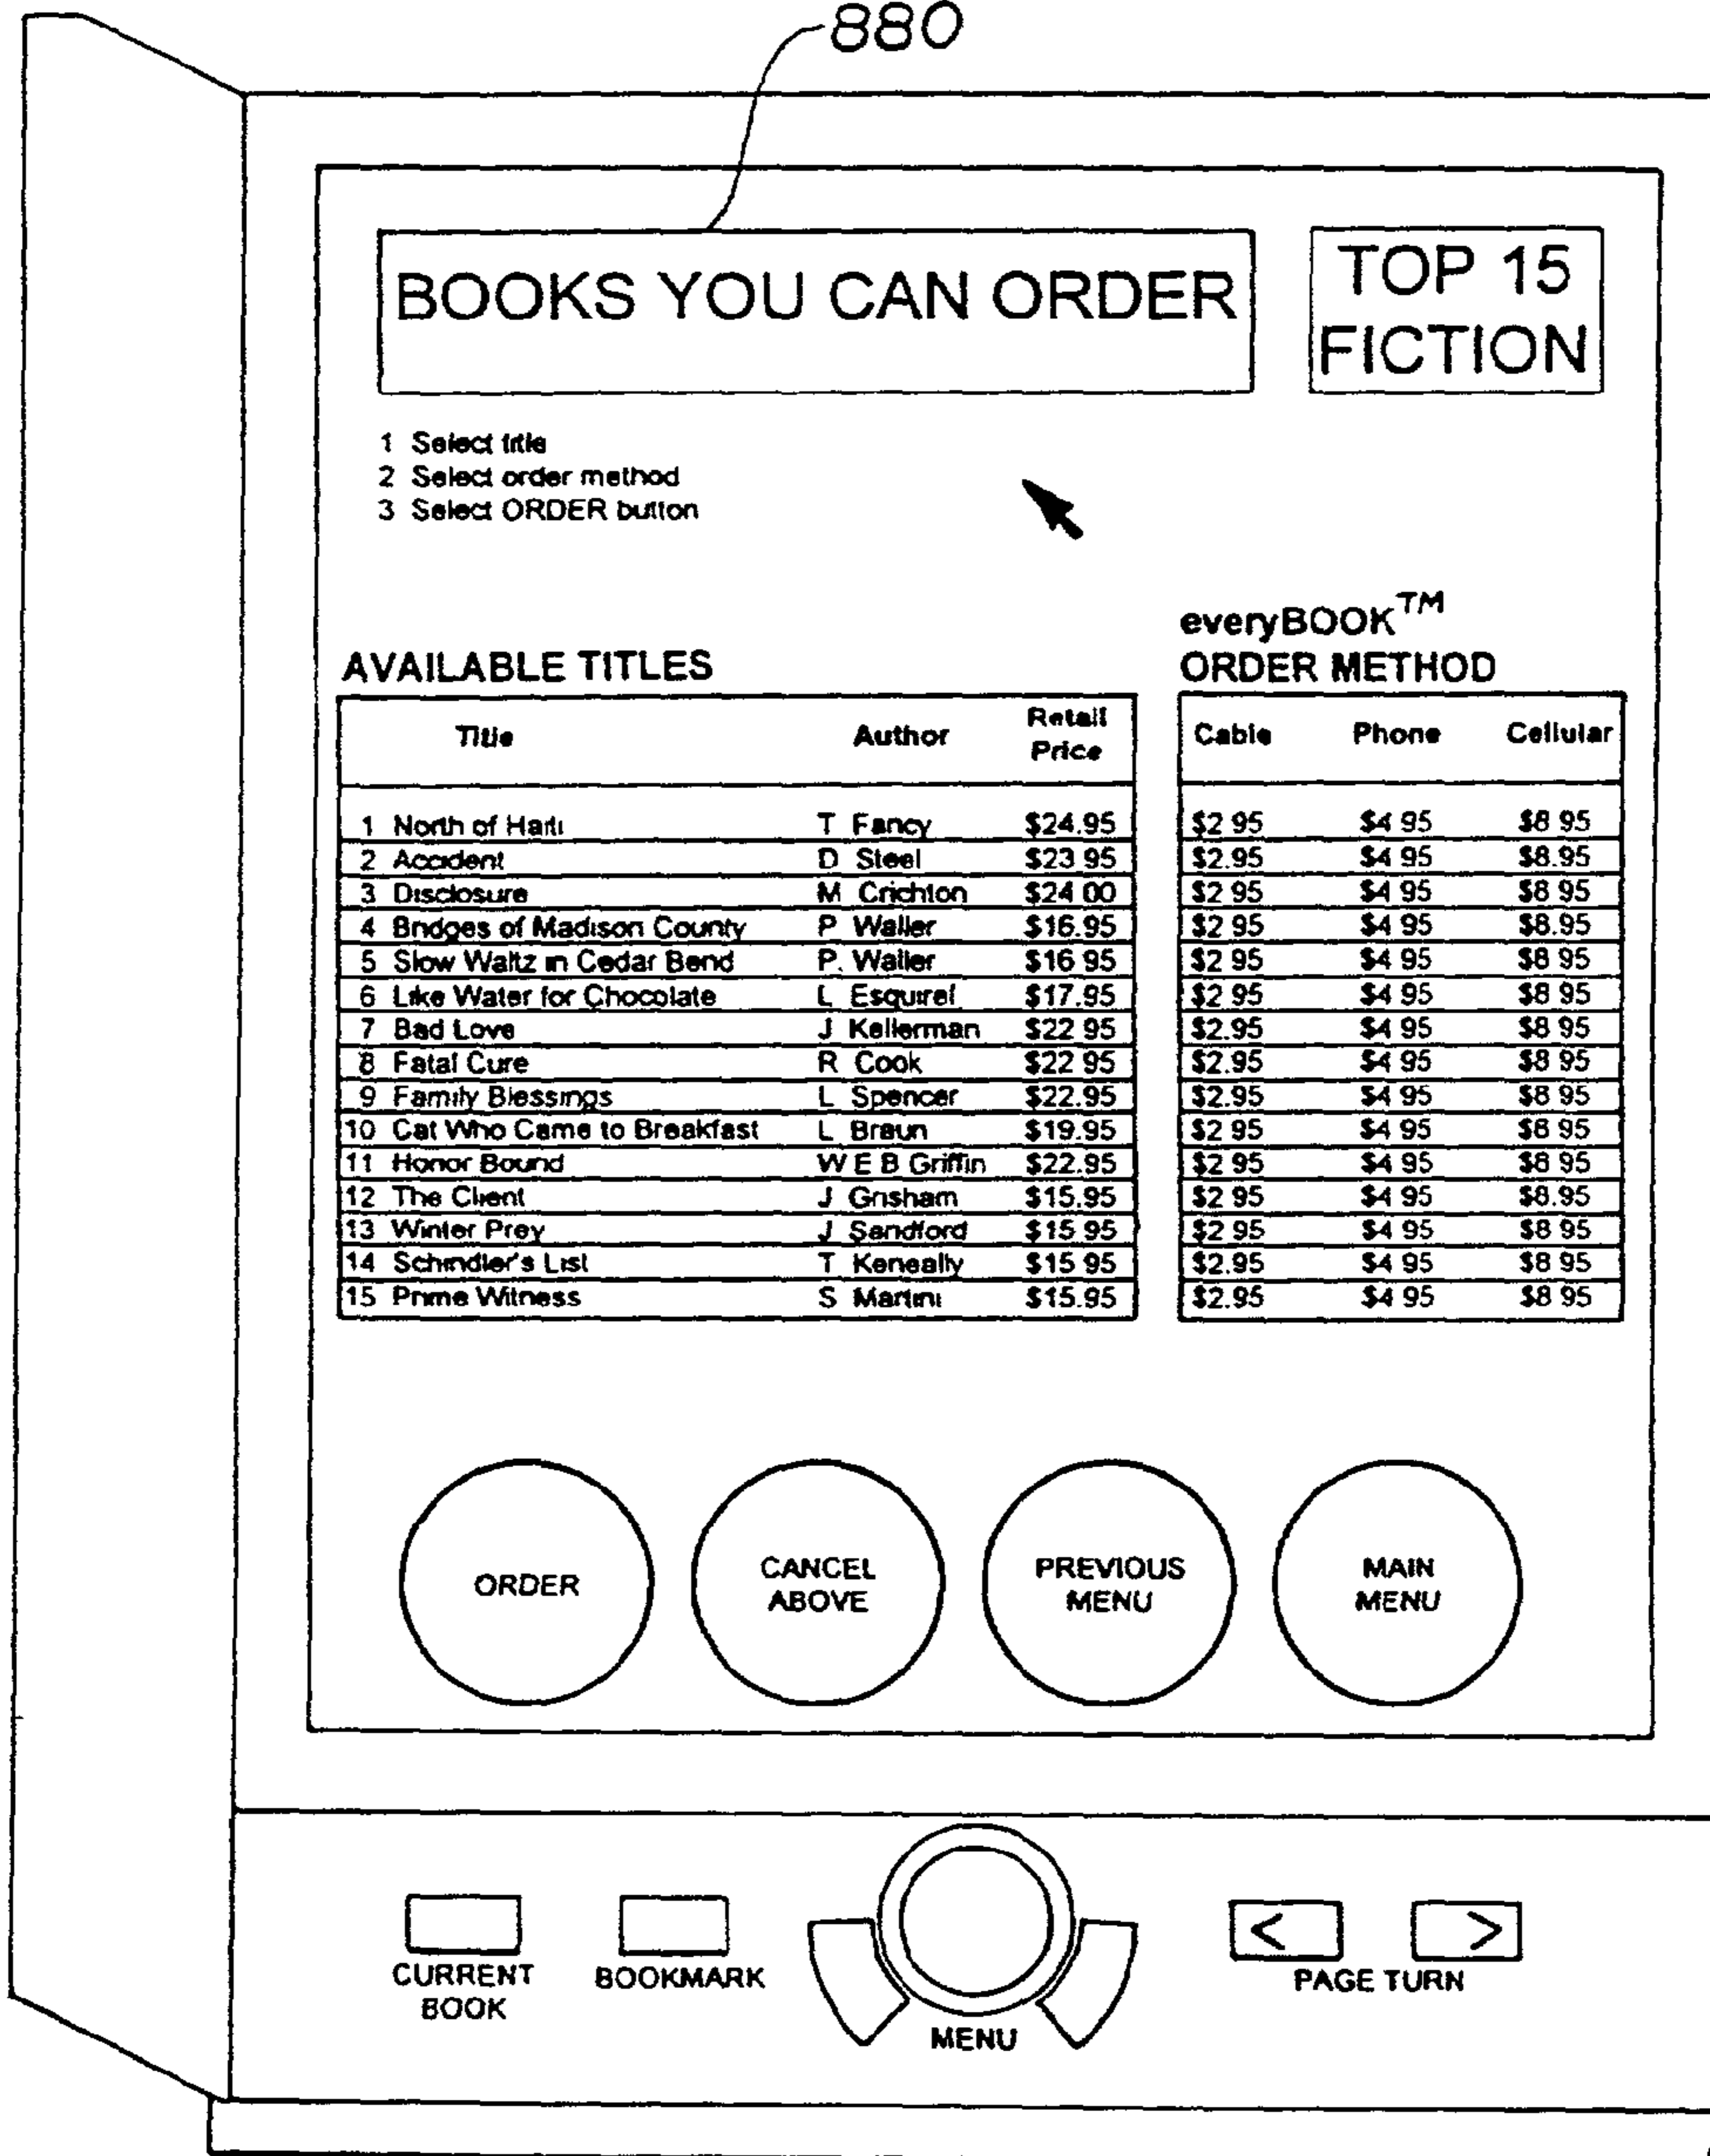 880
BOOKS YOU CAN ORDER
TOP 15
FICTION
1 Select title
2 Select order method
3 Select ORDER button
everyBOOK™
AVAILABLE TITLES
ORDER METHOD
Title Author Retail Price Cable Phone Cellular
1 North of Haiti T Fancy $24.95 $2 95 $4 95 $8 95
2 Accident D Steel $23 95 $2.95 $4 95 $8.95
3 Disclosure M Crichton $24 00 $2 95 $4 95 $8 95
4 Bridges of Madison County P Waller $16.95 $2 95 $4 95 $8.95
5 Slow Waltz in Cedar Bend P. Waller $16 95 $2 95 $4 95 $8 95
6 Like Water for Chocolate L Esquirel $17.95 $2 95 $4 95 $8 95
7 Bad Love J Kellerman $22 95 $2.95 $4 95 $8 95
8 Fatal Cure R Cook $22 95 $2.95 $4 95 $8 95
9 Family Blessings L Spencer $22.95 $2.95 $4 95 $8 95
10 Cat Who Came to Breakfast L Braun $19.95 $2 95 $4 95 $8 95
11 Honor Bound W E B Griffin $22.95 $2 95 $4 95 $8 95
12 The Client J Grisham $15.95 $2 95 $4 95 $8.95
13 Winter Prey J Sandford $15 95 $2 95 $4 95 $8 95
14 Schindler's List T Keneally $15 95 $2.95 $4 95 $8 95
15 Prime Witness S Martini $15.95 $2.95 $4 95 $8 95
ORDER
CANCEL
ABOVE
PREVIOUS
MENU
MAIN
MENU
< >
CURRENT
BOOK
BOOKMARK
MENU
PAGE TURN